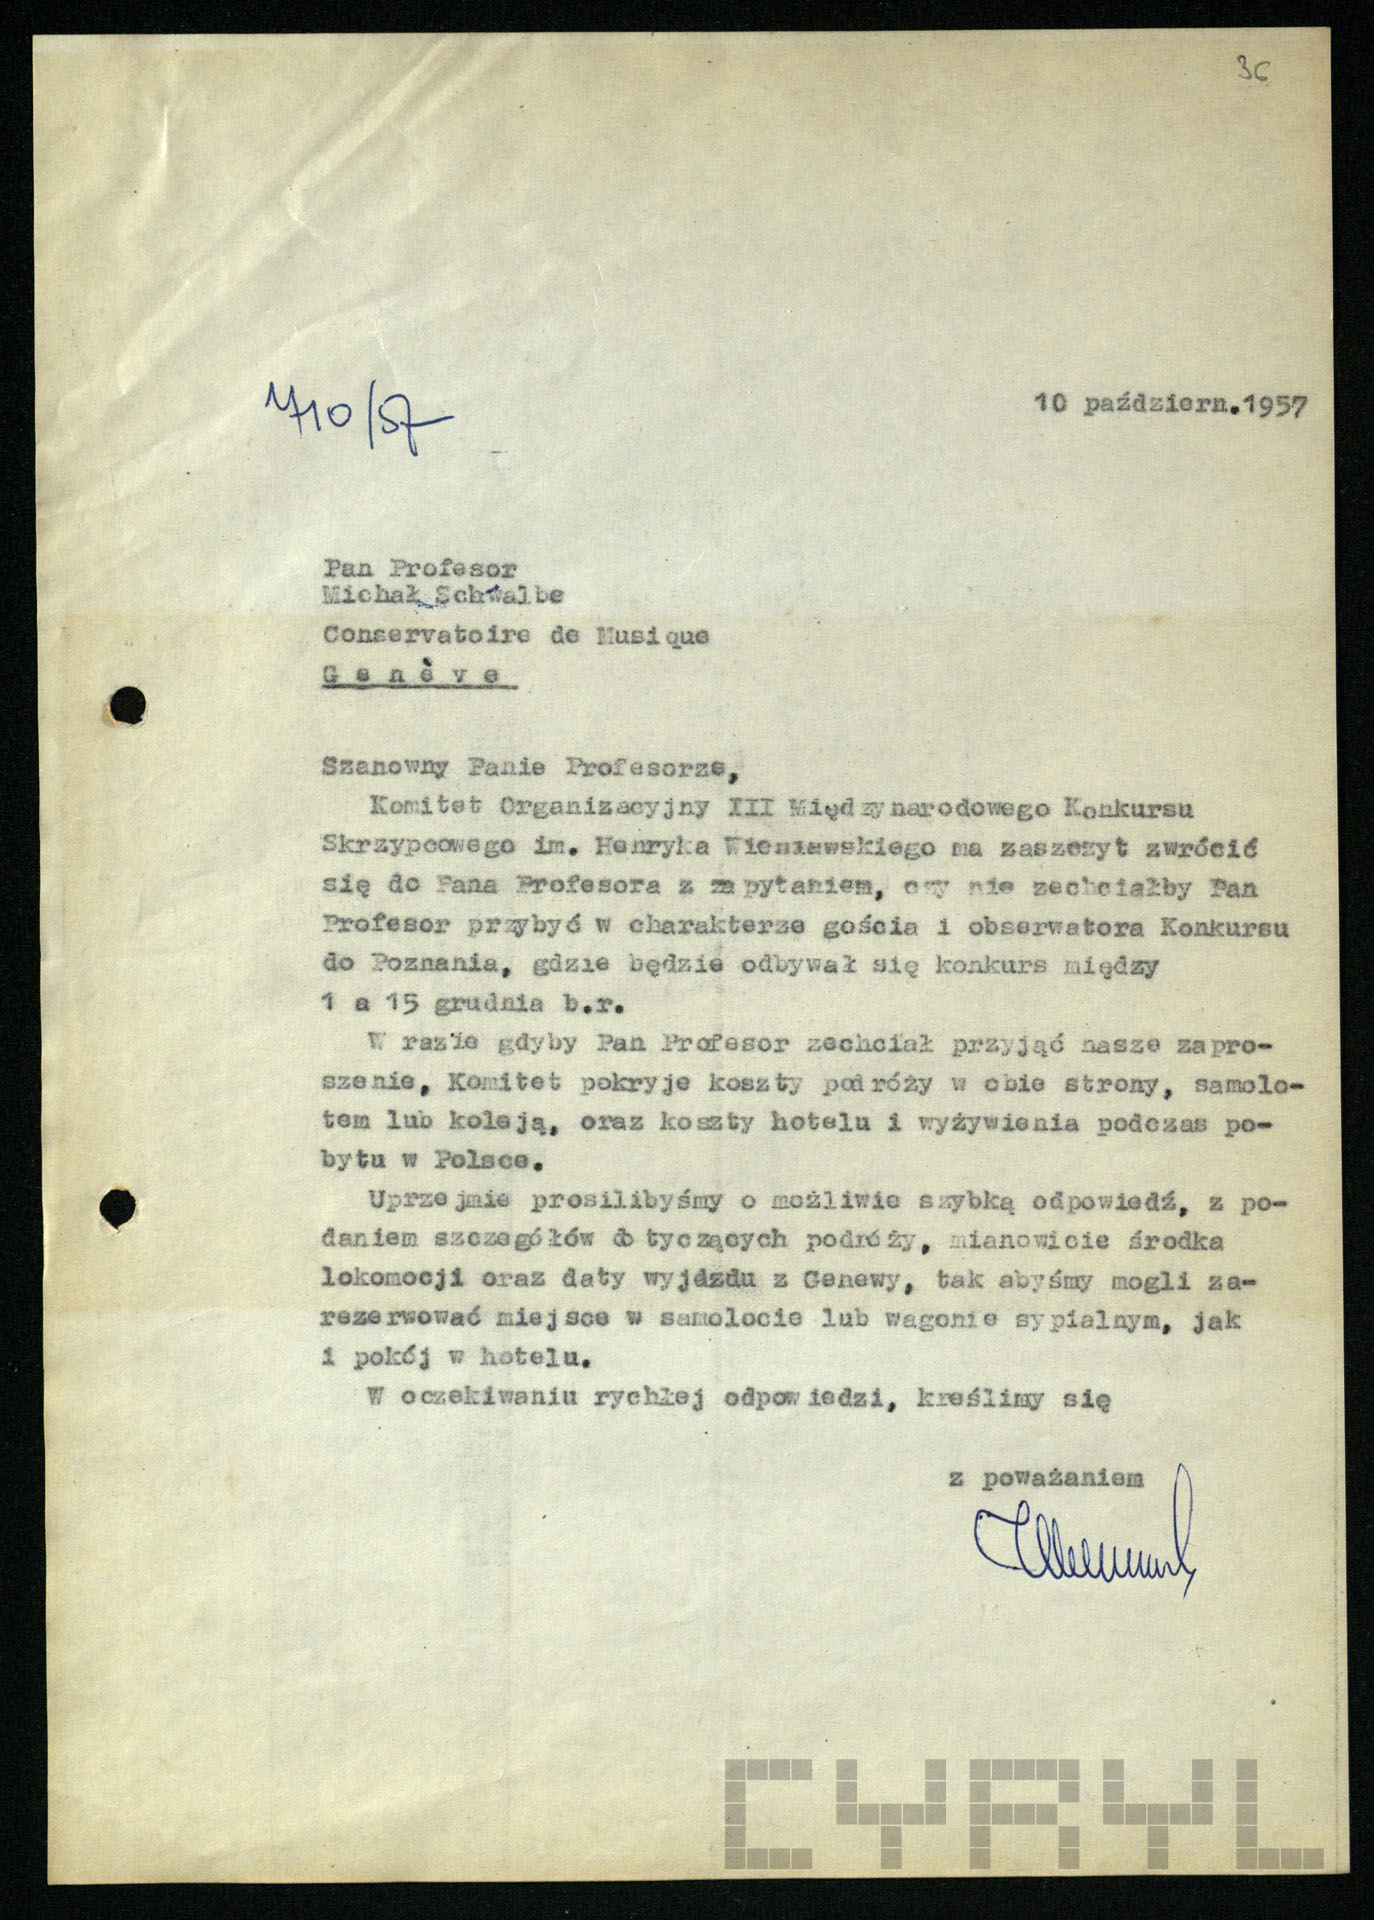 36
710/57
10 październ.1957
Pan Profesor
Michał Schwalbe
Conservatoire de Musique
G e n è v e
Szanowny Panie Profesorze,
Komitet Organizacyjny III Międzynarodowego Konkursu
Skrzypcowego im. Henryka Wieniawskiego ma zaszczyt zwrócić
się do Pana Profesora z zapytaniem, czy nie zechciałby Pan
Profesor przybyć w charakterze gościa i obserwatora Konkursu
do Poznania, gdzie będzie odbywał się konkurs między
1 a 15 grudnia b.r.
W razie gdyby Pan Profesor zechciał przyjąć nasze zapro-
szenie, Komitet pokryje koszty podróży w obie strony, samolo-
tem lub koleją, oraz koszty hotelu i wyżywienia podczas po-
bytu w Polsce.
Uprzejmie prosilibyśmy o możliwie szybką odpowiedź, z po-
daniem szczegółów dotyczących podróży, mianowicie środka
lokomocji oraz daty wyjazdu z Genewy, tak abyśmy mogli za-
rezerwować miejsce w samolocie lub wagonie sypialnym, jak
i pokój w hotelu.
W oczekiwaniu rychłej odpowiedzi, kreślimy się
z poważaniem
CYRYL